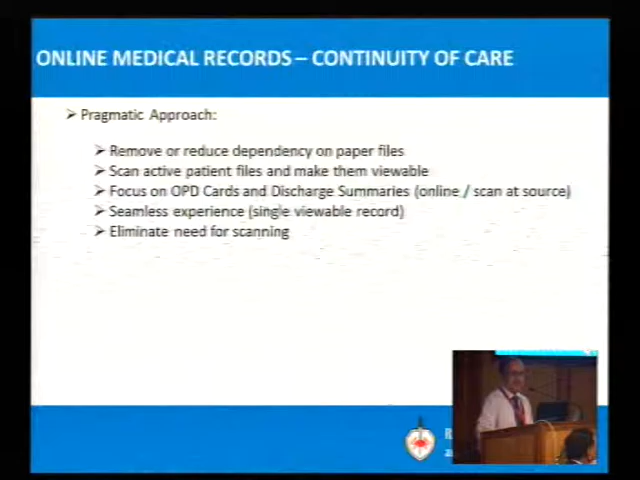 ONLINE MEDICAL RECORDS – CONTINUITY OF CARE
➢ Pragmatic Approach:
➢ Remove or reduce dependency on paper files
➢ Scan active patient files and make them viewable
➢ Focus on OPD Cards and Discharge Summaries (online / scan at source)
➢ Seamless experience (single viewable record)
➢ Eliminate need for scanning